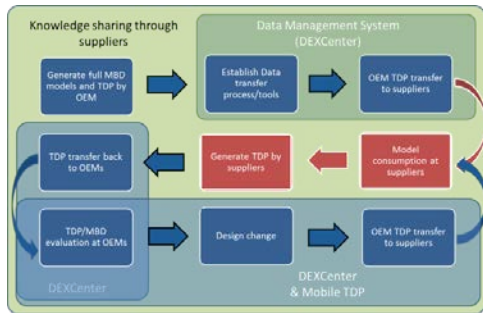 Knowledge sharing through
suppliers
Data Management System
(DEXCenter)
Generate full MBD
models and TDP by
OEM
Establish Data
transfer
process/tools
OEM TDP transfer
to suppliers
TDP transfer back
to OEMs
Generate TDP by
suppliers
Model
consumption at
suppliers
TDP/MBD
evaluation at OEMs
Design change
OEM TDP transfer
to suppliers
DEXCenter
DEXCenter
& Mobile TDP